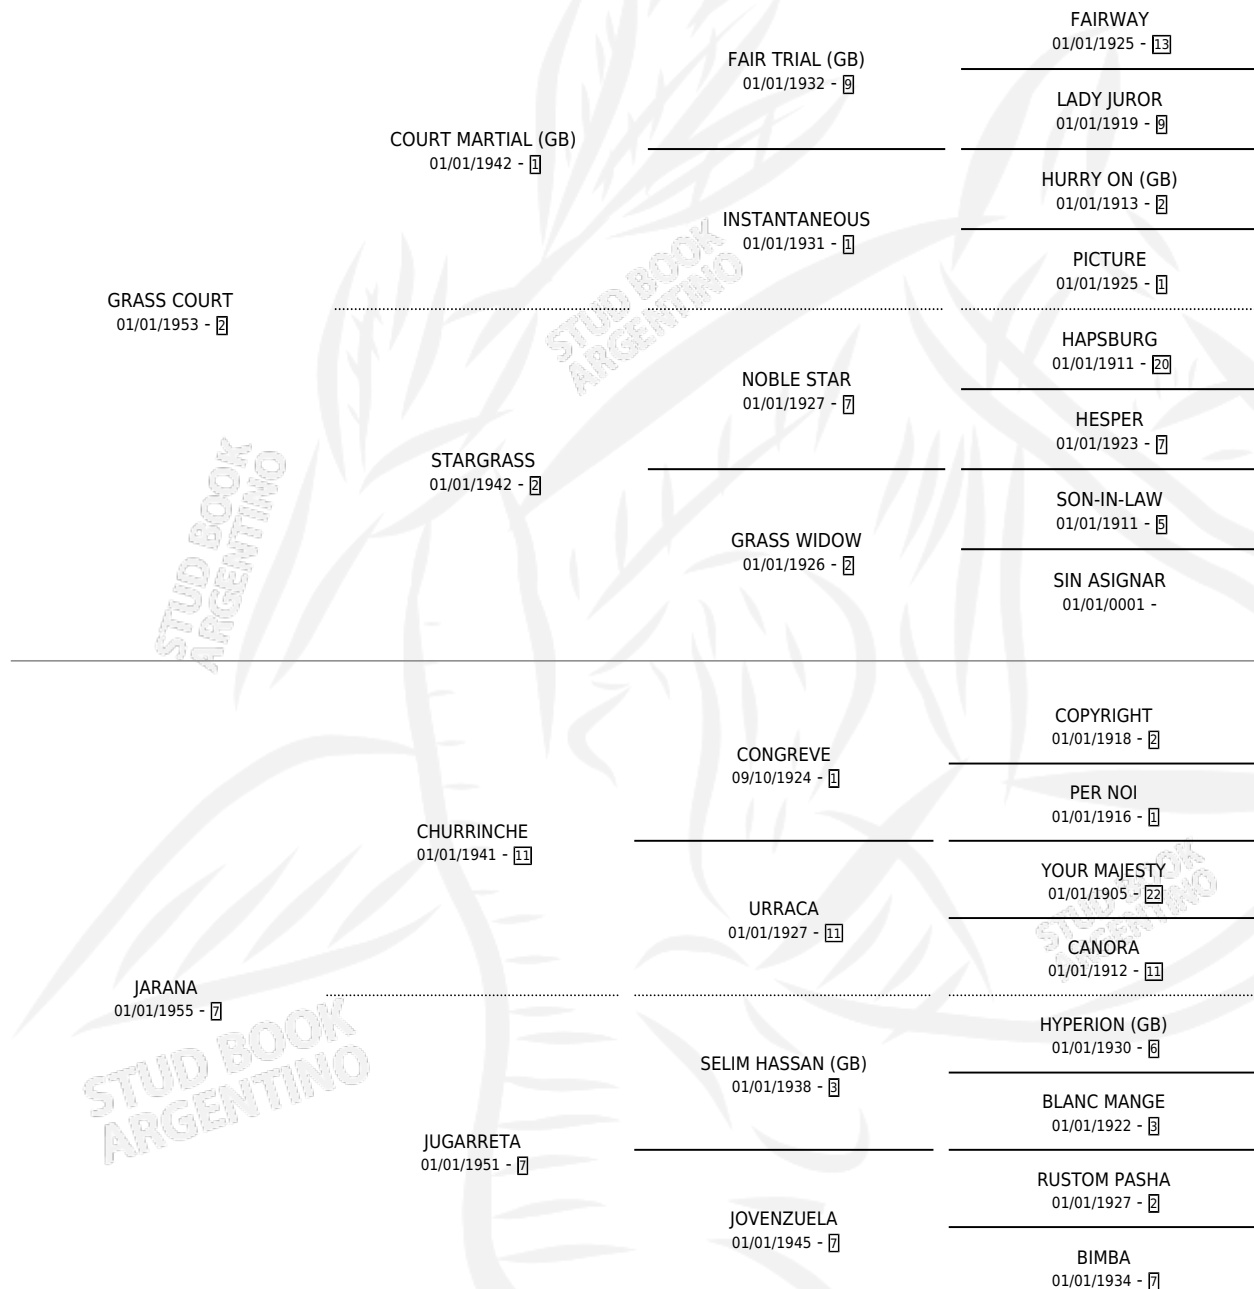 FAIRWAY
01/01/1925 - 13
FAIR TRIAL (GB)
01/01/1932 - 9
LADY JUROR
01/01/1919 - 9
COURT MARTIAL (GB)
01/01/1942 - 1
HURRY ON (GB)
01/01/1913 - 2
INSTANTANEOUS
01/01/1931 - 1
PICTURE
01/01/1925 - 1
GRASS COURT
01/01/1953 - 2
HAPSBURG
01/01/1911 - 20
NOBLE STAR
01/01/1927 - 7
HESPER
01/01/1923 - 7
STARGRASS
01/01/1942 - 2
SON-IN-LAW
01/01/1911 - 5
GRASS WIDOW
01/01/1926 - 2
SIN ASIGNAR
01/01/0001 -
COPYRIGHT
01/01/1918 - 2
CONGREVE
09/10/1924 - 1
PER NOI
01/01/1916 - 1
CHURRINCHE
01/01/1941 - 11
YOUR MAJESTY
01/01/1905 - 22
URRACA
01/01/1927 - 11
CANORA
01/01/1912 - 11
JARANA
01/01/1955 - 7
HYPERION (GB)
01/01/1930 - 6
SELIM HASSAN (GB)
01/01/1938 - 3
BLANC MANGE
01/01/1922 - 3
JUGARRETA
01/01/1951 - 7
RUSTOM PASHA
01/01/1927 - 2
JOVENZUELA
01/01/1945 - 7
BIMBA
01/01/1934 - 7
STUD BOOK
ARGENTINO
STUD BOOK
ARGENTINO
STUD BOOK
ARGENTINO
STUD BOOK
ARGENTINO